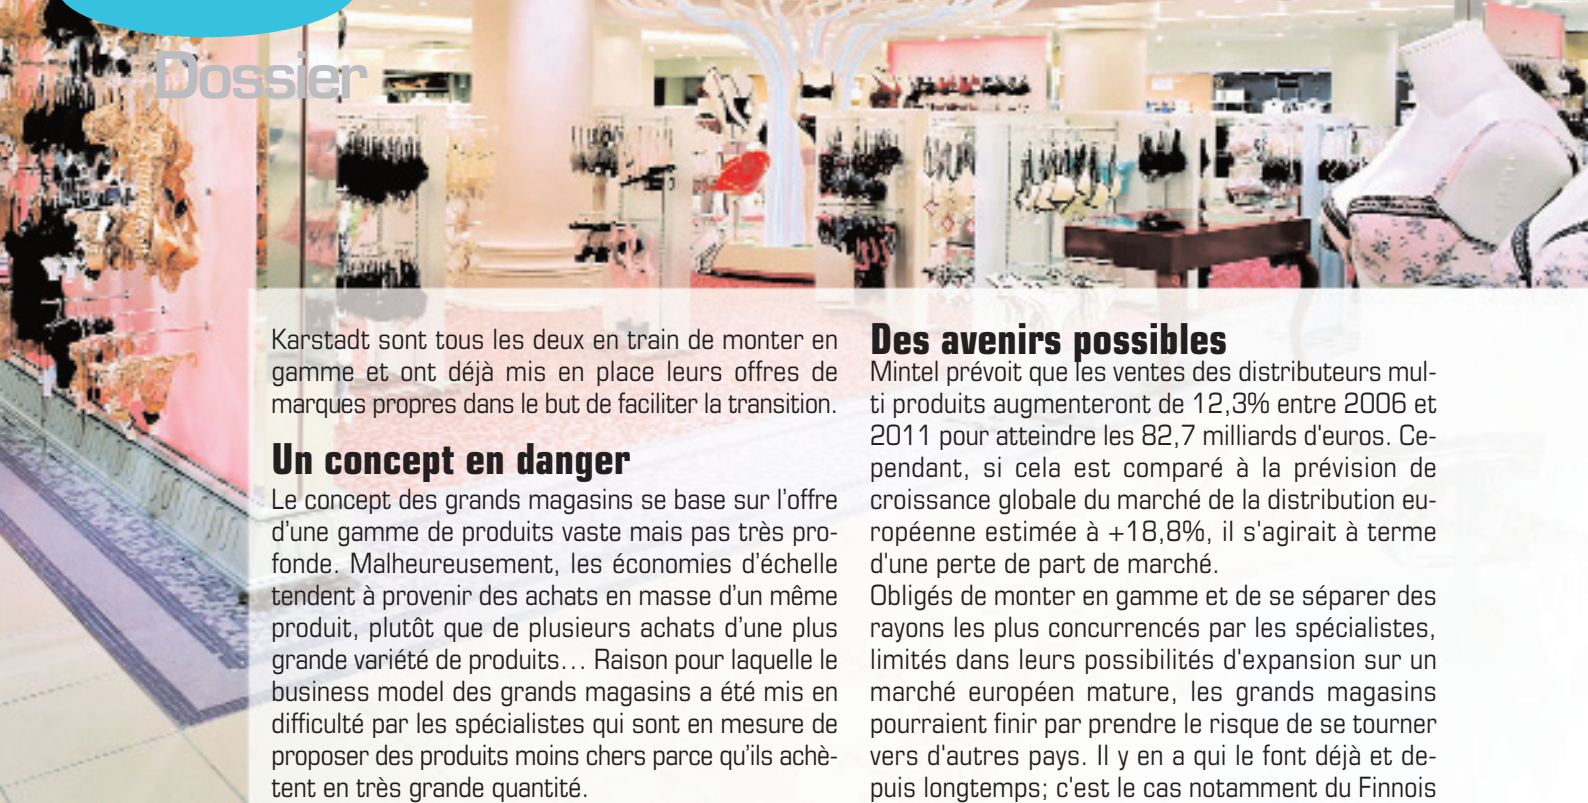 Dossier
Karstadt sont tous les deux en train de monter en
gamme et ont déjà mis en place leurs offres de
marques propres dans le but de faciliter la transition.
Un concept en danger
Le concept des grands magasins se base sur l’offre
d’une gamme de produits vaste mais pas très pro-
fonde. Malheureusement, les économies d’échelle
tendent à provenir des achats en masse d’un même
produit, plutôt que de plusieurs achats d’une plus
grande variété de produits… Raison pour laquelle le
business model des grands magasins a été mis en
difficulté par les spécialistes qui sont en mesure de
proposer des produits moins chers parce qu’ils achè-
tent en très grande quantité.
Des avenirs possibles
Mintel prévoit que les ventes des distributeurs mul-
ti produits augmenteront de 12,3% entre 2006 et
2011 pour atteindre les 82,7 milliards d'euros. Ce-
pendant, si cela est comparé à la prévision de
croissance globale du marché de la distribution eu-
ropéenne estimée à +18,8%, il s'agirait à terme
d'une perte de part de marché.
Obligés de monter en gamme et de se séparer des
rayons les plus concurrencés par les spécialistes,
limités dans leurs possibilités d'expansion sur un
marché européen mature, les grands magasins
pourraient finir par prendre le risque de se tourner
vers d'autres pays. Il y en a qui le font déjà et de-
puis longtemps; c'est le cas notamment du Finnois